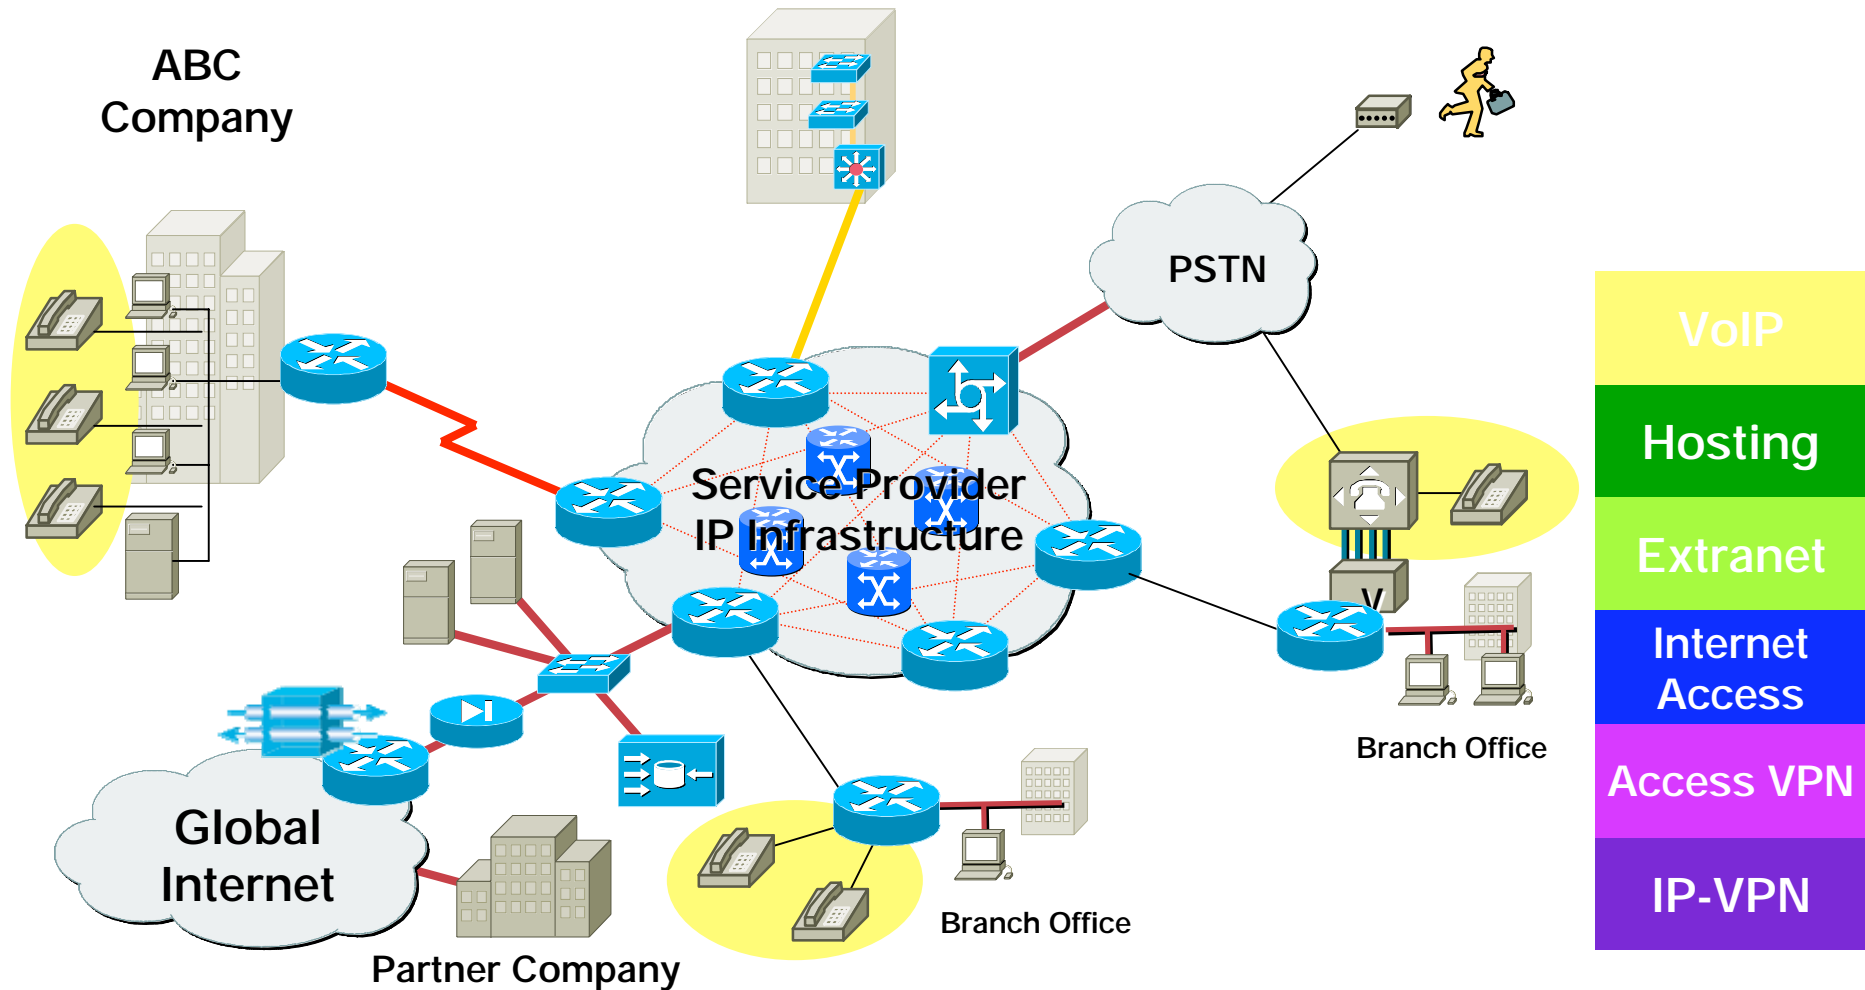 ABC
Company
PSTN
VoIP
Hosting
Service Provider
IP Infrastructure
Extranet
V
Internet
Access
Branch Office
Access VPN
Global
Internet
IP-VPN
Branch Office
Partner Company